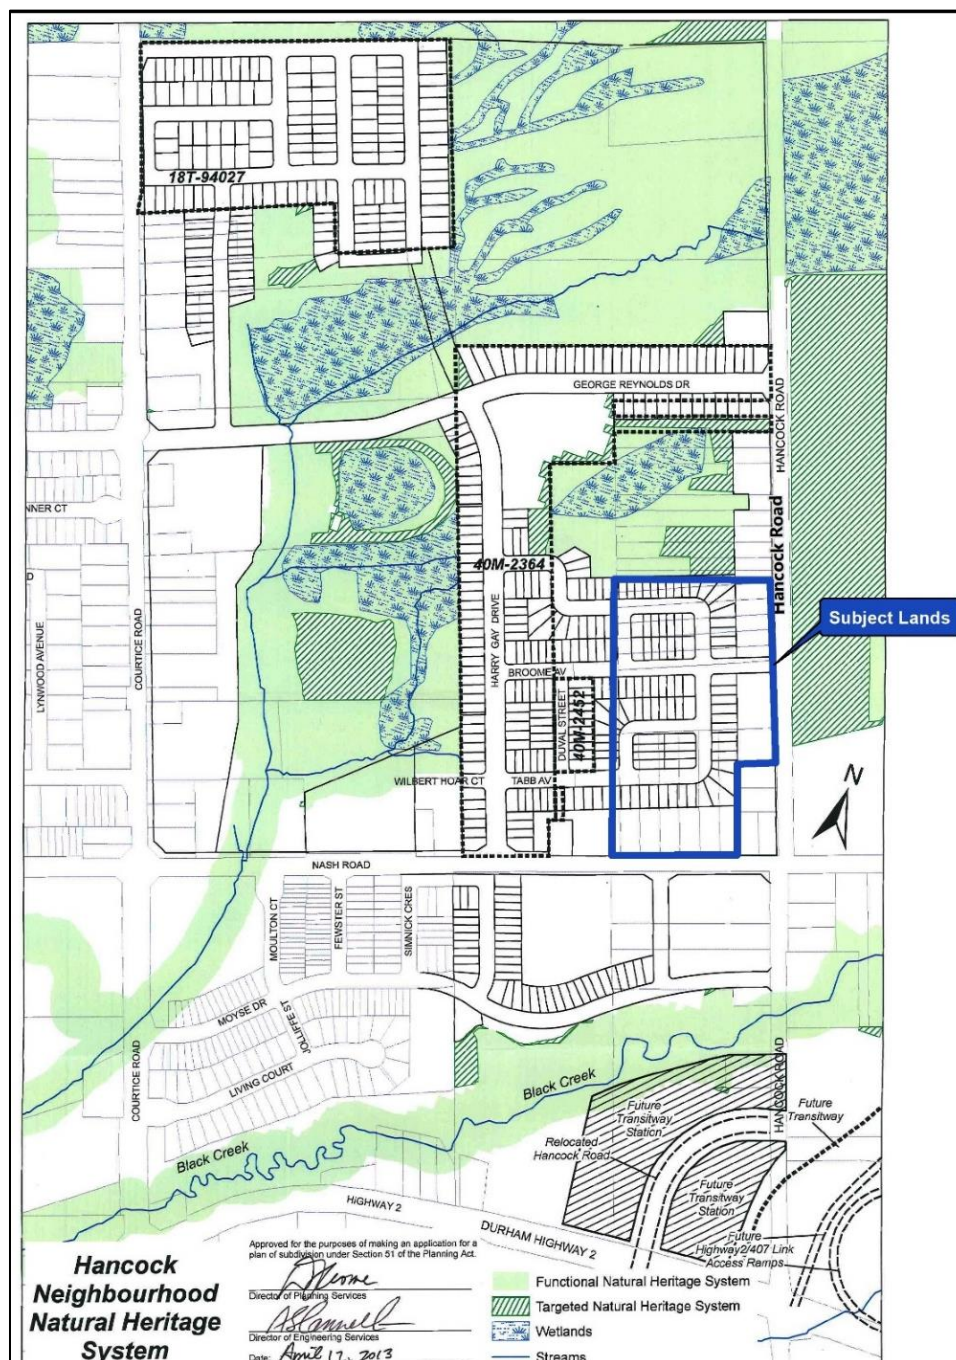 18T-94027
GEORGE REYNOLDS DR
HANCOCK ROAD
Hancock Road
NNER CT
D
40M-2364
LYNWOOD AVENUE
COURTICE ROAD
HARRY GAY DRIVE
BROOME AV
DUVAL STREET
40M-2452
Subject Lands
WILBERT HOAR CT
TABB AV
N
NASH ROAD
MOULTON CT
FEWSTER ST
SIMNICK CRES
MOYSE DR
JOLLIFFE ST
LIVING COURT
COURTICE ROAD
HANCOCK ROAD
Black Creek
Black Creek
Future
Transitway
Station
Future
Transitway
Relocated
Hancock Road
Future
Transitway
Station
HIGHWAY 2
DURHAM HIGHWAY 2
Future
Highway2/407 Link
Access Ramps
Hancock
Neighbourhood
Natural Heritage
System
Approved for the purposes of making an application for a
plan of subdivision under Section 51 of the Planning Act.
Director of Planning Services
Director of Engineering Services
Date: April 17, 2013
Functional Natural Heritage System
Targeted Natural Heritage System
Wetlands
Streams